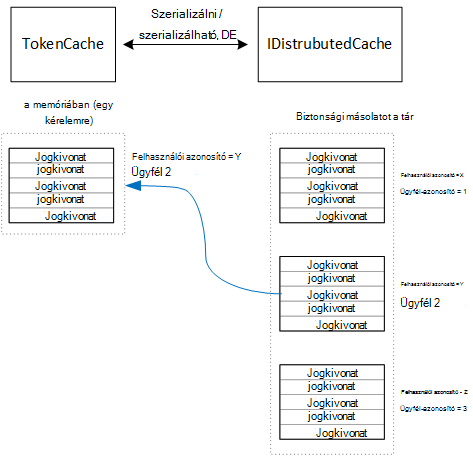 TokenCache
Szerializálni /
szerializálható, DE
IDistrubutedCache
a memóriában (egy
kérelemre)
Biztonsági másolatot a tár
Jogkivonat
jogkivonat
Jogkivonat
jogkivonat
Jogkivonat
Felhasználói azonosító = Y
Ügyfél 2
Jogkivonat
jogkivonat
Jogkivonat
jogkivonat
Jogkivonat
Felhasználói azonosító = X
Ügyfél-azonosító = 1
Jogkivonat
jogkivonat
Jogkivonat
jogkivonat
Jogkivonat
Felhasználói azonosító = Y
Ügyfél 2
Jogkivonat
jogkivonat
Jogkivonat
jogkivonat
Jogkivonat
Felhasználói azonosító - Z
Ügyfél-azonosító = 3